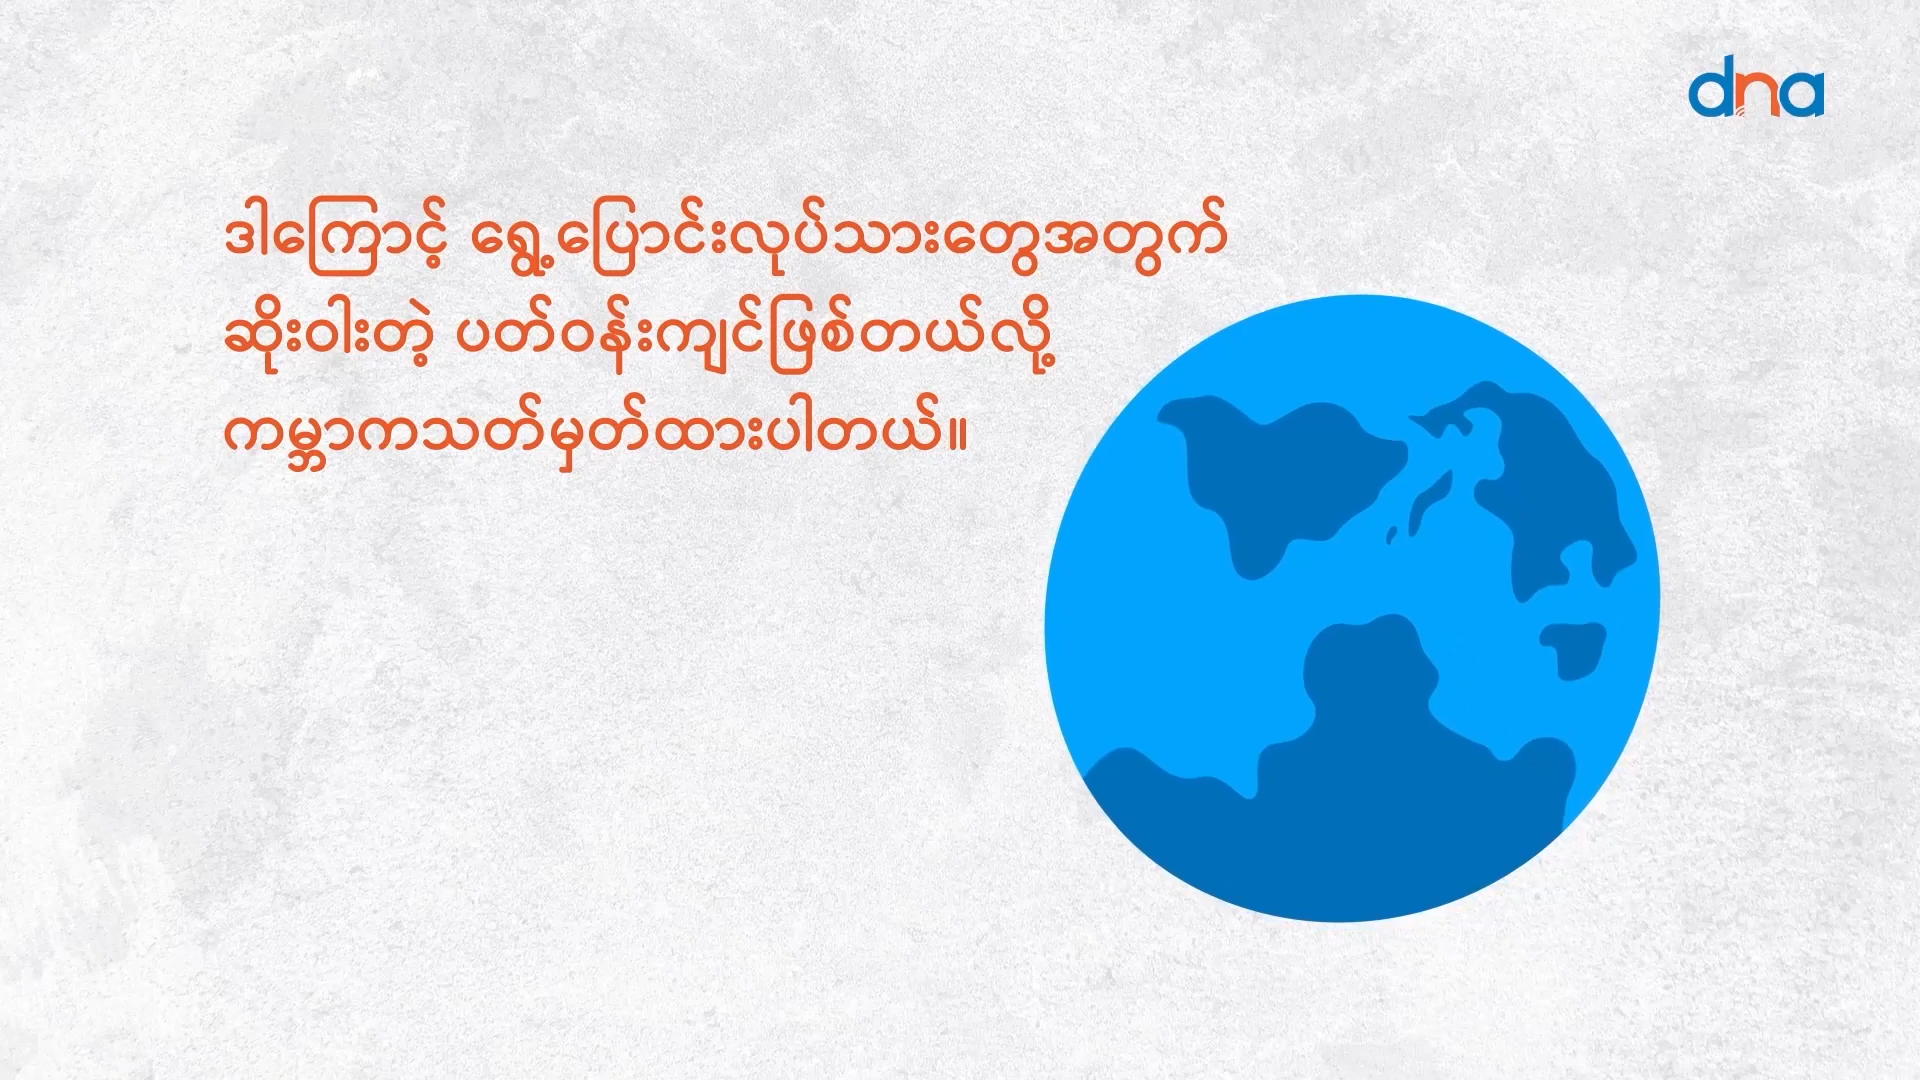 dna
ဒါကြောင့် ရွှေ့ပြောင်းလုပ်သားတွေအတွက်
ဆိုးဝါးတဲ့ ပတ်ဝန်းကျင်ဖြစ်တယ်လို့
ကမ္ဘာကသတ်မှတ်ထားပါတယ်။